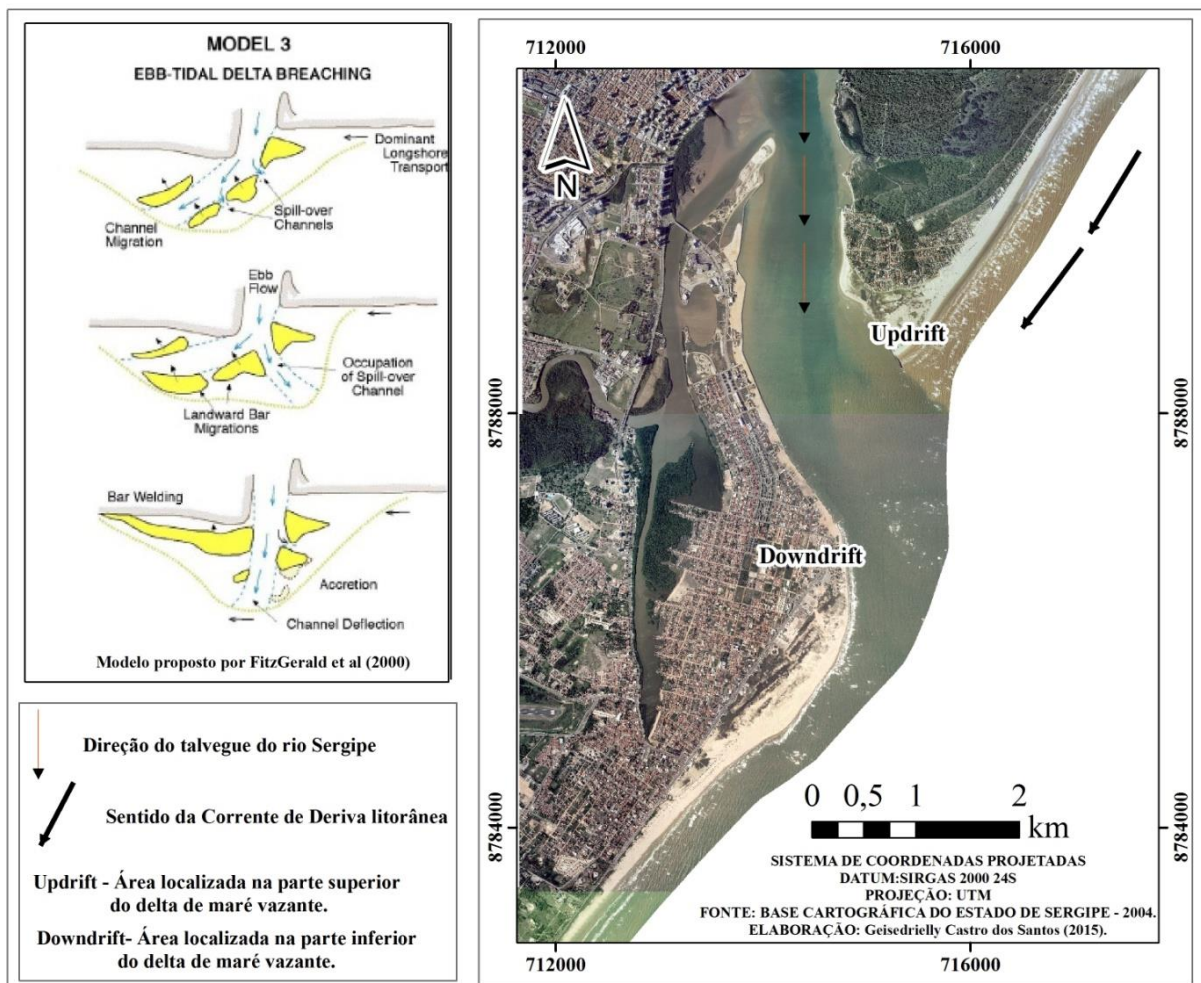 MODEL 3
EBB-TIDAL DELTA BREACHING
Dominant
Longshore
Transport
Channel
Migration
Spill-over
Channels
Ebb
Flow
Occupation
of Spill-over
Channel
Landward Bar
Migrations
Bar Welding
Accretion
Channel Deflection
Modelo proposto por FitzGerald et al (2000)
Direção do talvegue do rio Sergipe
Sentido da Corrente de Deriva litorânea
Updrift - Área localizada na parte superior
do delta de maré vazante.
Downdrift- Área localizada na parte inferior
do delta de maré vazante.
712000
716000
N
Updrift
8788000
8788000
Downdrift
0 0,5 1 2
km
8784000
8784000
SISTEMA DE COORDENADAS PROJETADAS
DATUM:SIRGAS 2000 24S
PROJEÇÃO: UTM
FONTE: BASE CARTOGRÁFICA DO ESTADO DE SERGIPE - 2004.
ELABORAÇÃO: Geisedrielly Castro dos Santos (2015).
712000
716000